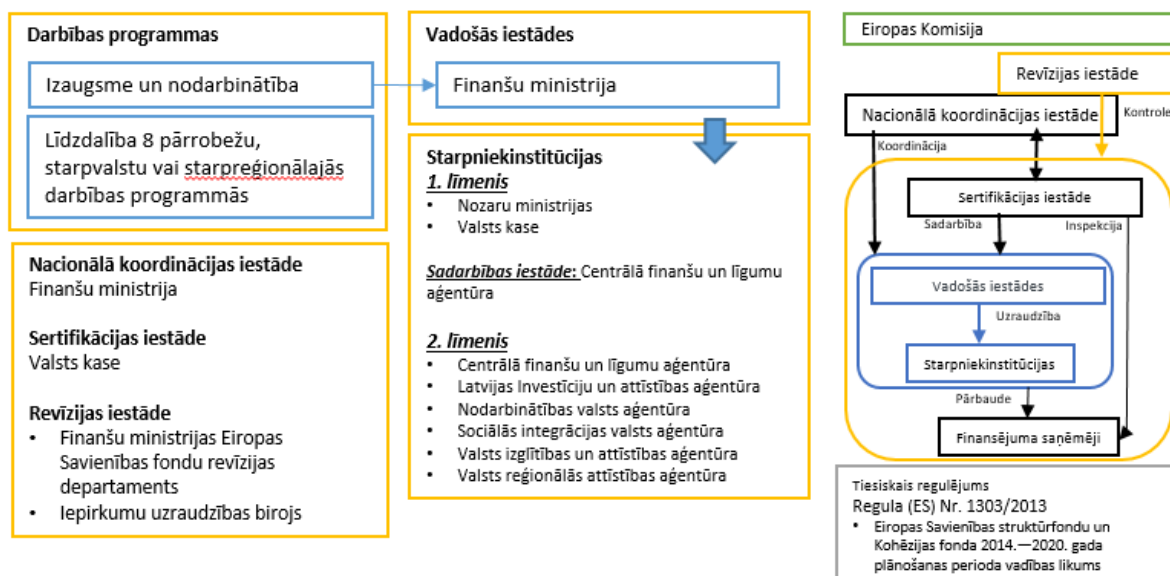 Darbības programmas
Izaugsme un nodarbinātība
Līdzdalība 8 pārrobežu,
starpvalstu vai starpreģionālajās
darbības programmās
Nacionālā koordinācijas iestāde
Finanšu ministrija
Sertifikācijas iestāde
Valsts kase
Revīzijas iestāde
• Finanšu ministrijas Eiropas
Savienības fondu revīzijas
departaments
• Iepirkumu uzraudzības birojs
Vadošās iestādes
Finanšu ministrija
Starpniekinstitūcijas
1. līmenis
• Nozaru ministrijas
• Valsts kase
Sadarbības iestāde: Centrālā finanšu un līgumu
aģentūra
2. līmenis
• Centrālā finanšu un līgumu aģentūra
• Latvijas Investīciju un attīstības aģentūra
• Nodarbinātības valsts aģentūra
• Sociālās integrācijas valsts aģentūra
• Valsts izglītības un attīstības aģentūra
• Valsts reģionālās attīstības aģentūra
Eiropas Komisija
Revīzijas iestāde
Nacionālā koordinācijas iestāde
Kontrole
Koordinācija
Sertifikācijas iestāde
Sadarbība
Inspekcija
Vadošās iestādes
Uzraudzība
Starpniekinstitūcijas
Pārbaude
Finansējuma saņēmēji
Tiesiskais regulējums
Regula (ES) Nr. 1303/2013
• Eiropas Savienības struktūrfondu un
Kohēzijas fonda 2014.—2020. gada
plānošanas perioda vadības likums